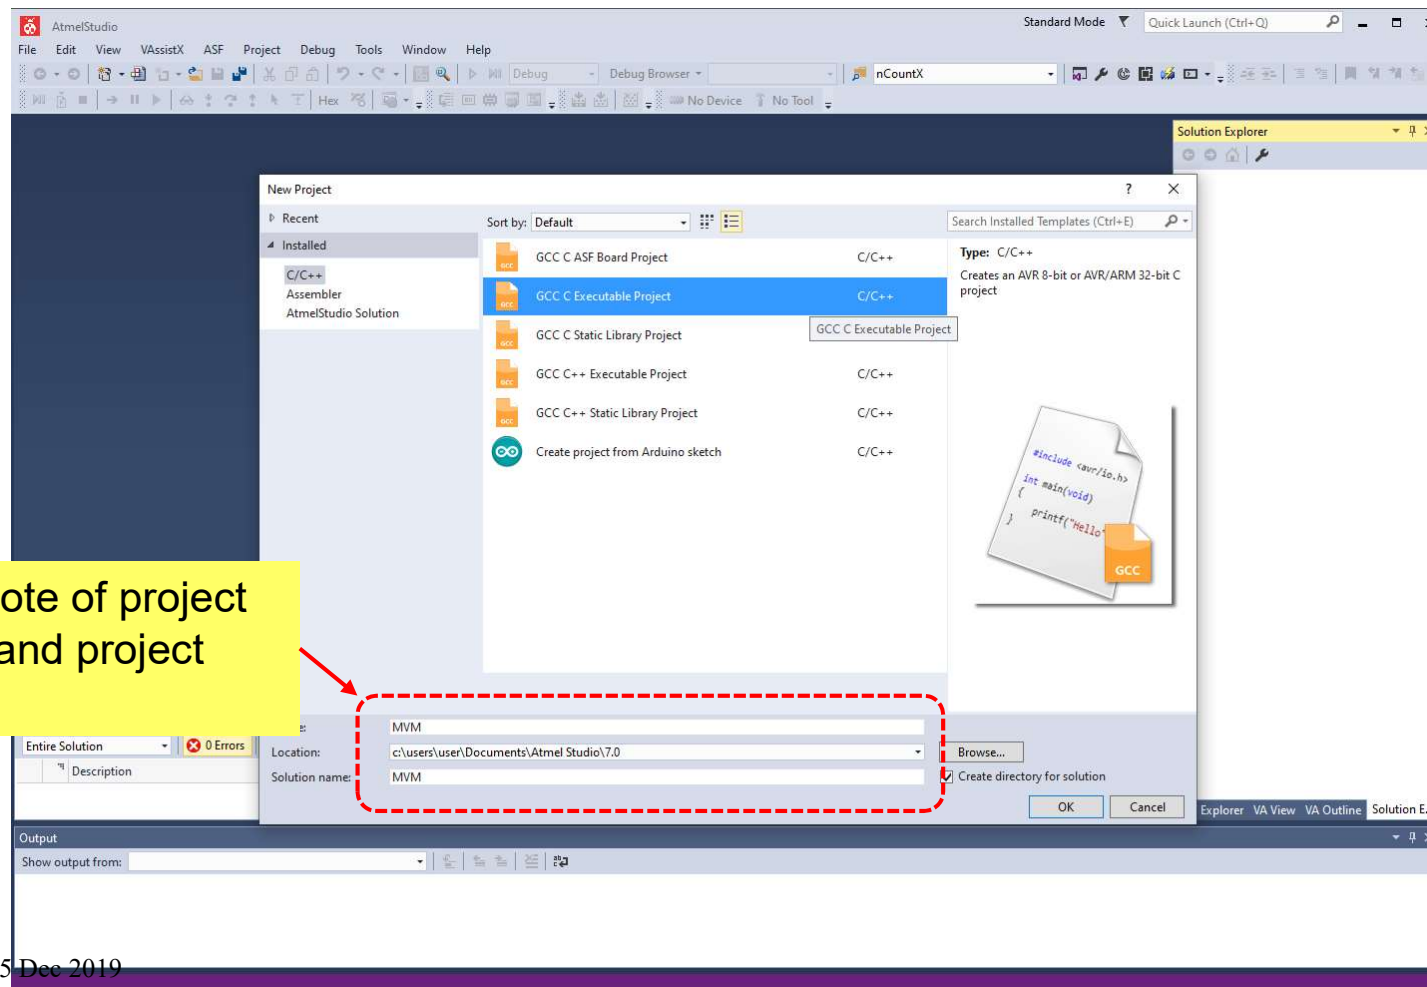 AtmelStudio
Standard Mode
Quick Launch (Ctrl+Q)
File Edit View VAssistX ASF Project Debug Tools Window Help
Debug Debug Browser nCountX
Hex No Device No Tool
Solution Explorer
New Project ?
Recent
Installed
C/C++
Assembler
AtmelStudio Solution
Sort by: Default
Search Installed Templates (Ctrl+E)
GCC C ASF Board Project C/C++
GCC C Executable Project C/C++
GCC C Static Library Project
GCC C++ Executable Project C/C++
GCC C++ Static Library Project C/C++
Create project from Arduino sketch C/C++
GCC C Executable Project
Type: C/C++
Creates an AVR 8-bit or AVR/ARM 32-bit C
project
#include <avr/io.h>
int main(void)
{
printf("Hello"
}
GCC
ote of project
and project
MVM
Location: c:\users\user\Documents\Atmel Studio\7.0 Browse...
Solution name: MVM Create directory for solution
OK Cancel
Entire Solution 0 Errors
Description
Explorer VA View VA Outline Solution E.
Output
Show output from:
5 Dec 2019